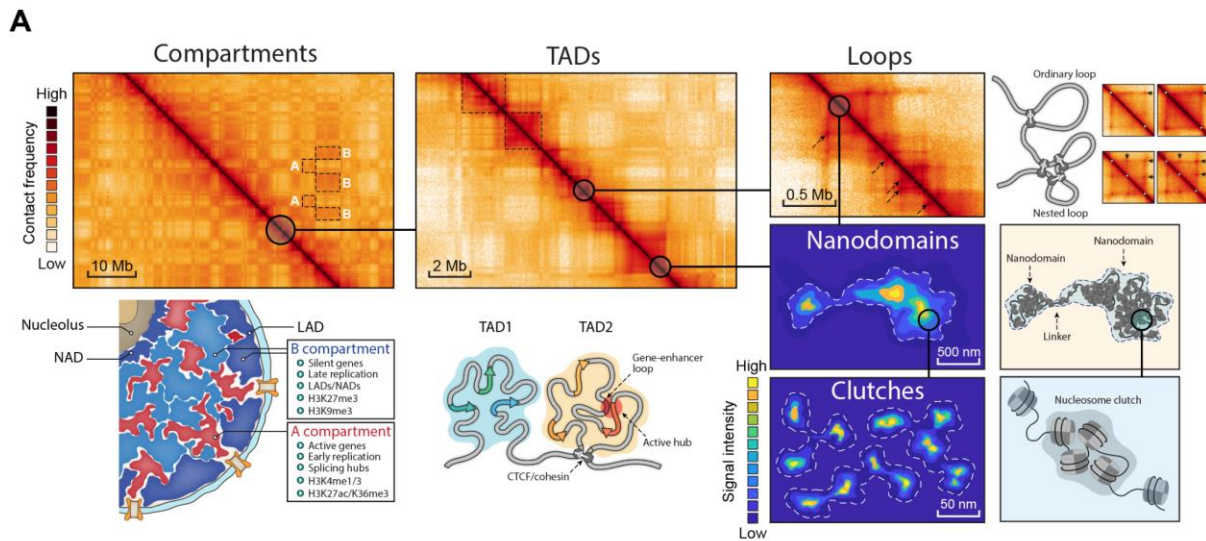 A
Compartments
TADs
Loops
High
Contact frequency
Low
A
B
B
A
B
10 Mb
2 Mb
0.5 Mb
Ordinary loop
Nested loop
Nucleolus
NAD
LAD
B compartment
Silent genes
Late replication
LADs/NADs
H3K27me3
H3K9me3
A compartment
Active genes
Early replication
Splicing hubs
H3K4me1/3
H3K27ac/K36me3
TAD1
TAD2
Gene-enhancer
loop
Active hub
CTCF/cohesin
Nanodomains
500 nm
Nanodomain
Nanodomain
Linker
High
Signal intensity
Low
Clutches
50 nm
Nucleosome clutch